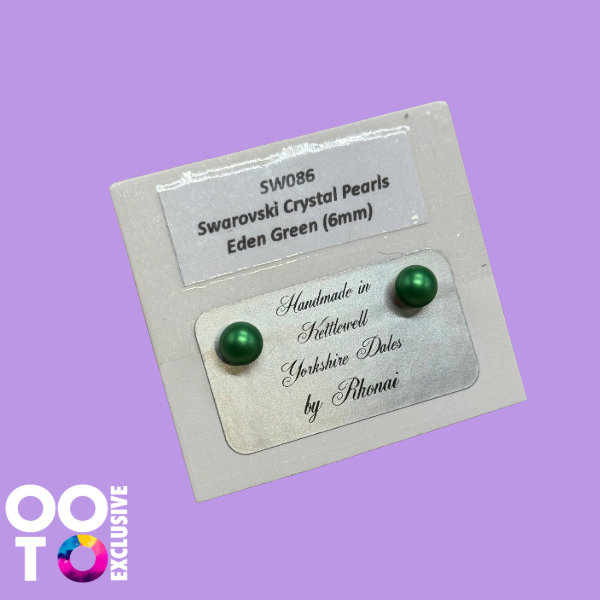 SW086
Swarovski Crystal Pearls
Eden Green (6mm)
Handmade in
Kettlewell
Yorkshire Dales
by Rhonai
OO
TO
EXCLUSIVE